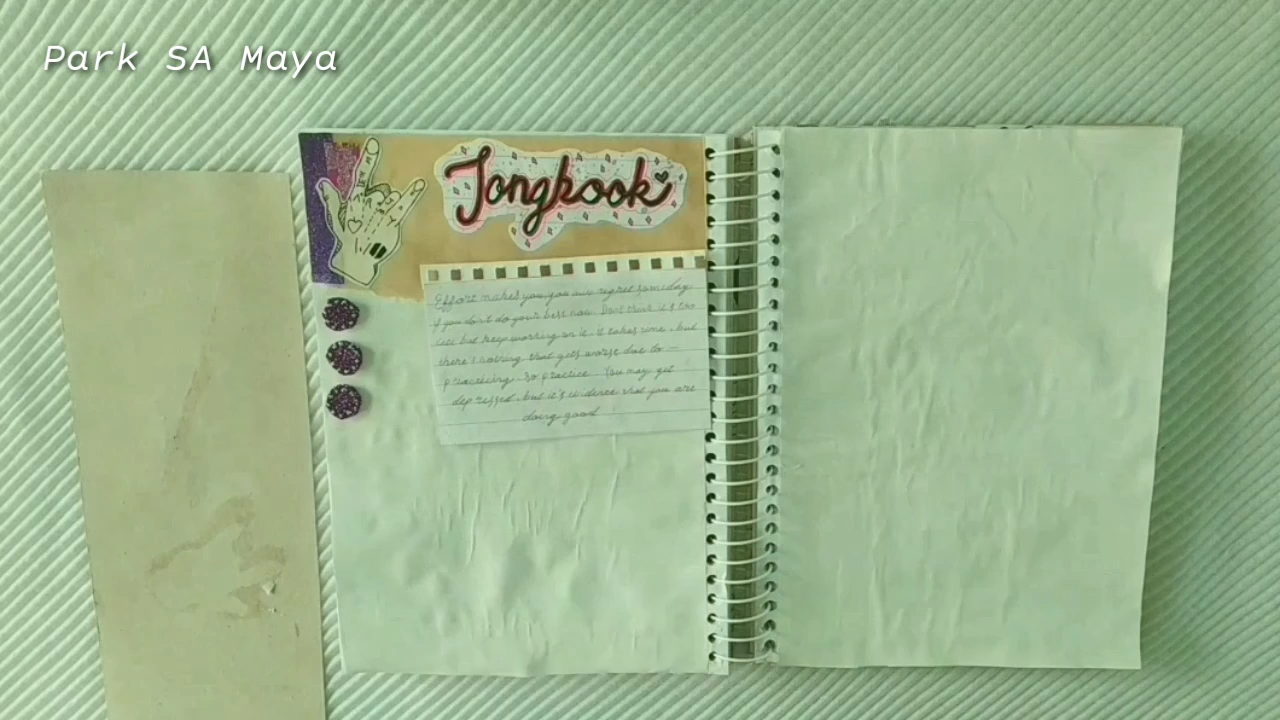 Park SA Maya
Jongkook
Effort makes you. you will regret someday
if you don't do your best now. Dont think it's too
late but keep working on it. It takes time, but
there's nothing that gets worse due to –
practicing. So practice. You may get
depressed, but it's evidence that you are
doing good